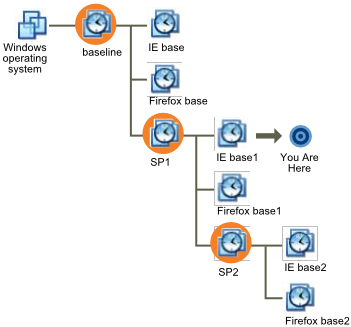 Windows
operating
system
baseline
IE base
Firefox base
SP1
IE base1
You Are
Here
Firefox base1
SP2
IE base2
Firefox base2